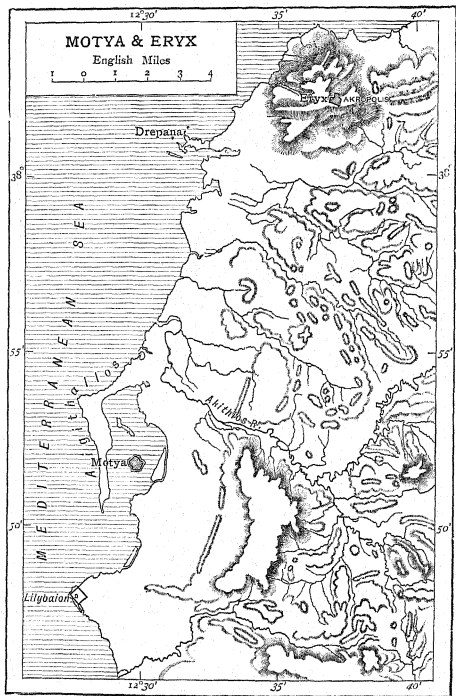 12°30′ 35′ 40′
MOTYA & ERYX
English Miles
1 0 1 2 3 4
Eryx AKROPOLIS
Drepana
38° 38°
MEDITERRANEAN SEA
55′ 55′
Aigithallos
Akithios R.
Motya
50′ 50′
Lilybaion
12°30′ 35′ 40′